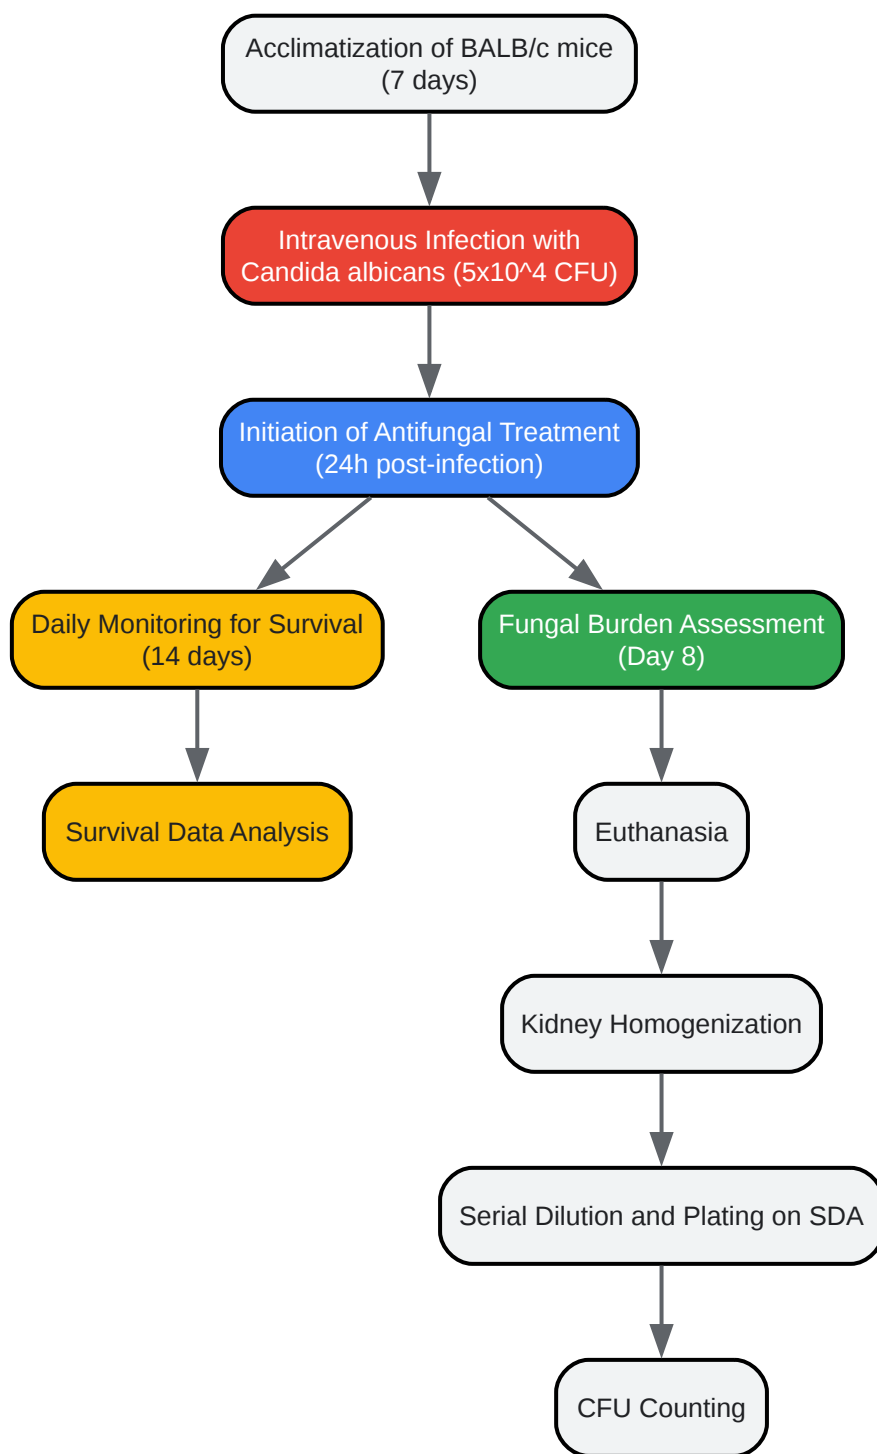 Acclimatization of BALB/c mice
(7 days)
Intravenous Infection with
Candida albicans (5x10^4 CFU)
Initiation of Antifungal Treatment
(24h post-infection)
Daily Monitoring for Survival
(14 days)
Fungal Burden Assessment
(Day 8)
Survival Data Analysis
Euthanasia
Kidney Homogenization
Serial Dilution and Plating on SDA
CFU Counting